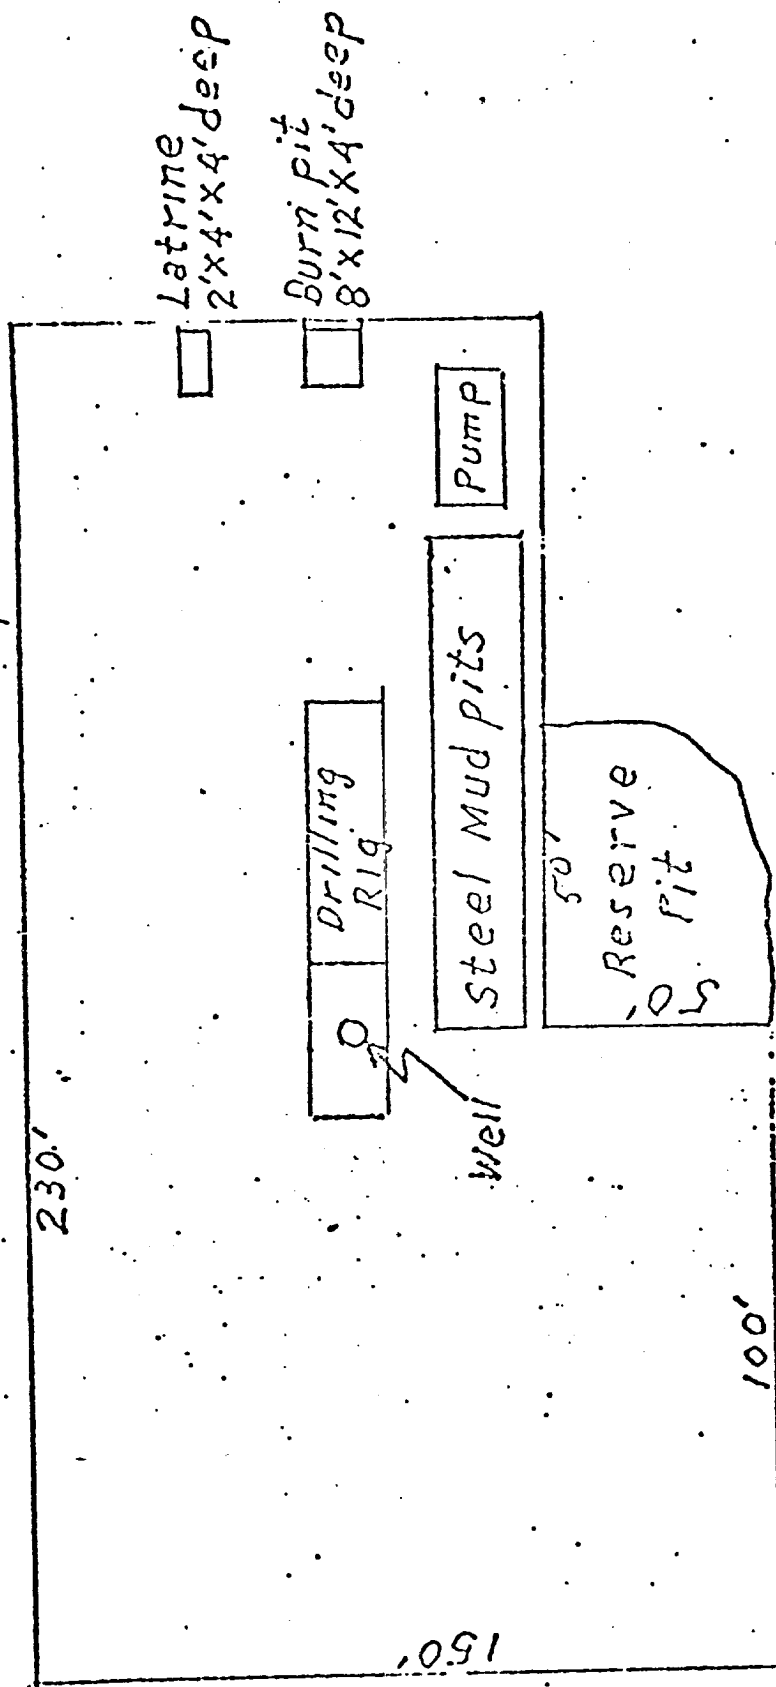 230.'
Latrine
2'x4'x4' deep
Burn pit
8'x12'x4' deep
Drilling
Rig
Well
Pump
Steel Mud pits
50'
Reserve
Pit
50'
100'
150'